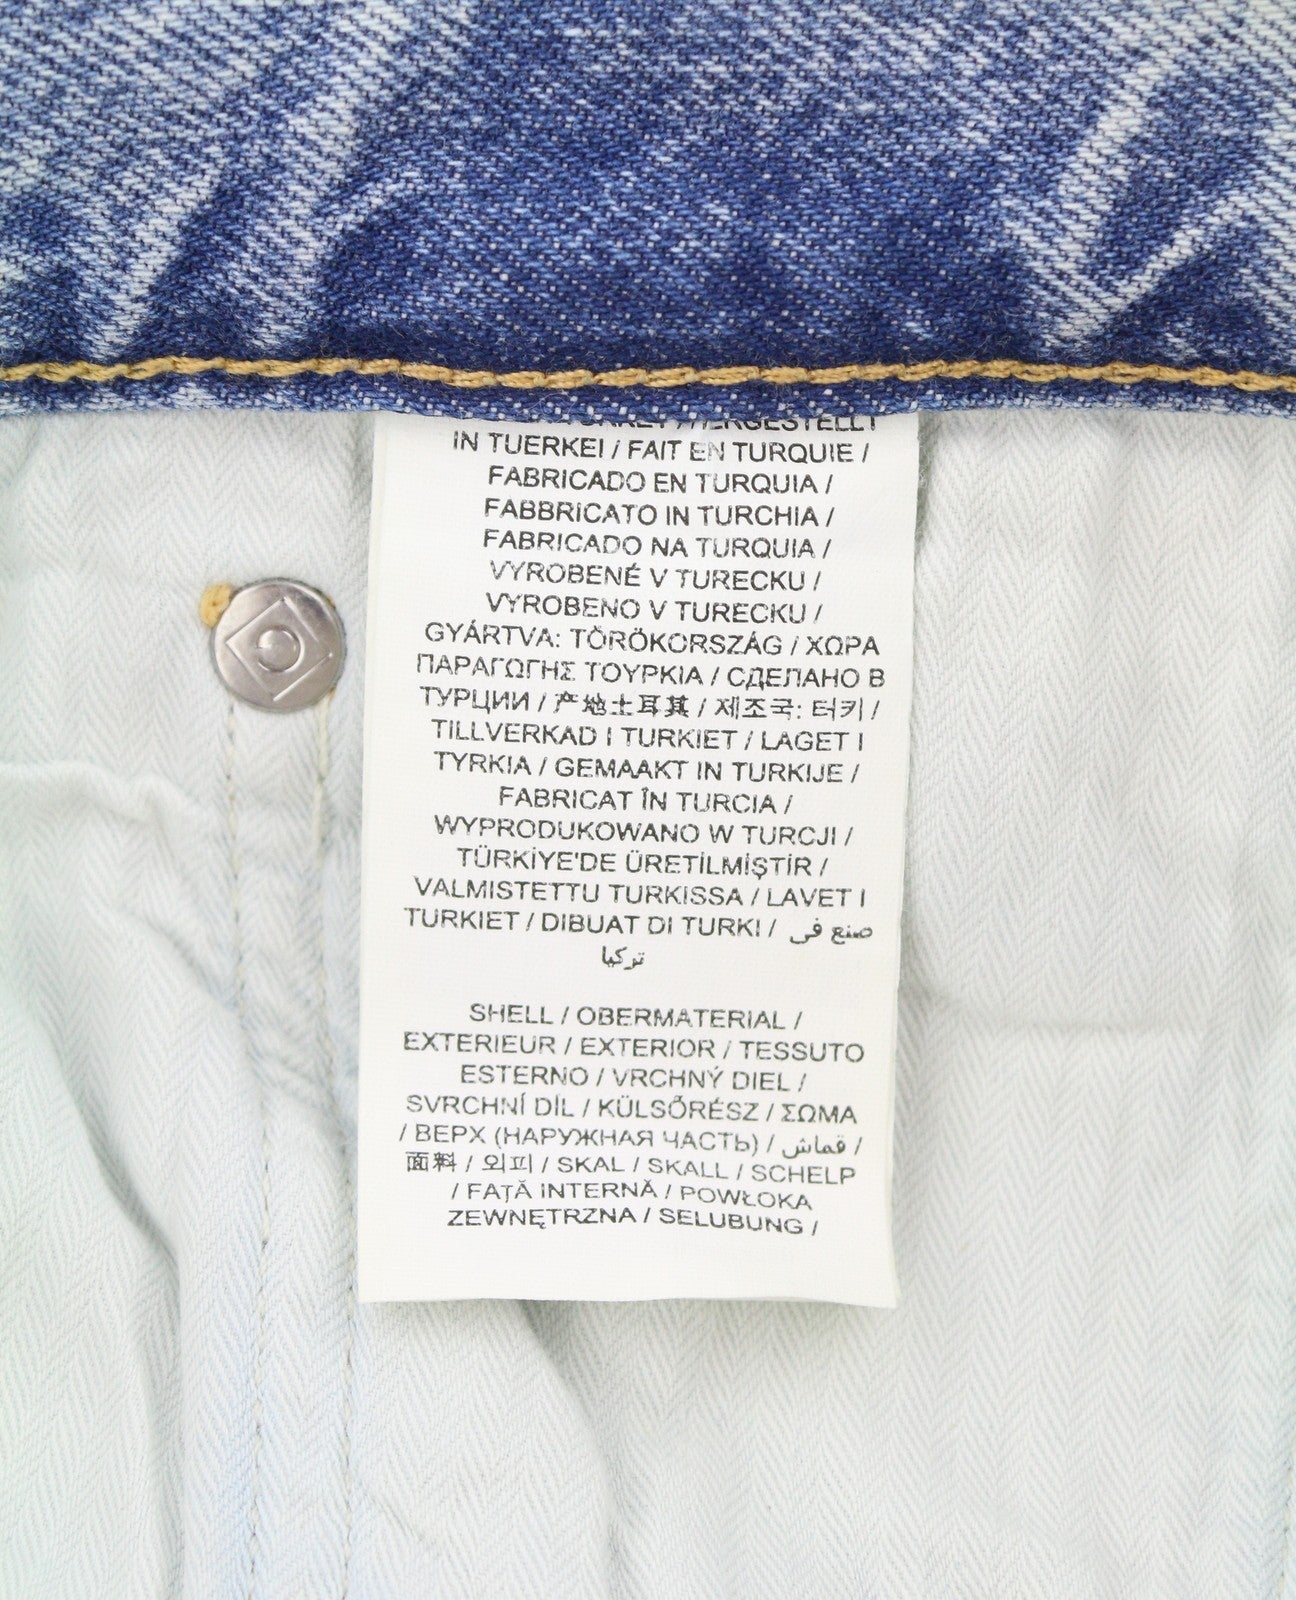 TURKEY / HERGESTELLT
IN TUERKEI / FAIT EN TURQUIE /
FABRICADO EN TURQUIA /
FABBRICATO IN TURCHIA /
FABRICADO NA TURQUIA /
VYROBENÉ V TURECKU /
VYROBENO V TURECKU /
GYÁRTVA: TÖRÖKORSZÁG / ΧΩΡΑ
ΠΑΡΑΓΩΓΗΣ ΤΟΥΡΚΙΑ / СДЕЛАНО В
ТУРЦИИ / 产地土耳其 / 제조국: 터키 /
TILLVERKAD I TURKIET / LAGET I
TYRKIA / GEMAAKT IN TURKIJE /
FABRICAT ÎN TURCIA /
WYPRODUKOWANO W TURCJI /
TÜRKİYE'DE ÜRETİLMİŞTİR /
VALMISTETTU TURKISSA / LAVET I
TURKIET / DIBUAT DI TURKI / صنع في
تركيا
SHELL / OBERMATERIAL /
EXTERIEUR / EXTERIOR / TESSUTO
ESTERNO / VRCHNÝ DIEL /
SVRCHNÍ DÍL / KÜLSŐRÉSZ / ΣΩΜΑ
/ ВЕРХ (НАРУЖНАЯ ЧАСТЬ) / قماش /
面料 / 외피 / SKAL / SKALL / SCHELP
/ FAŢĂ INTERNĂ / POWŁOKA
ZEWNĘTRZNA / SELUBUNG /